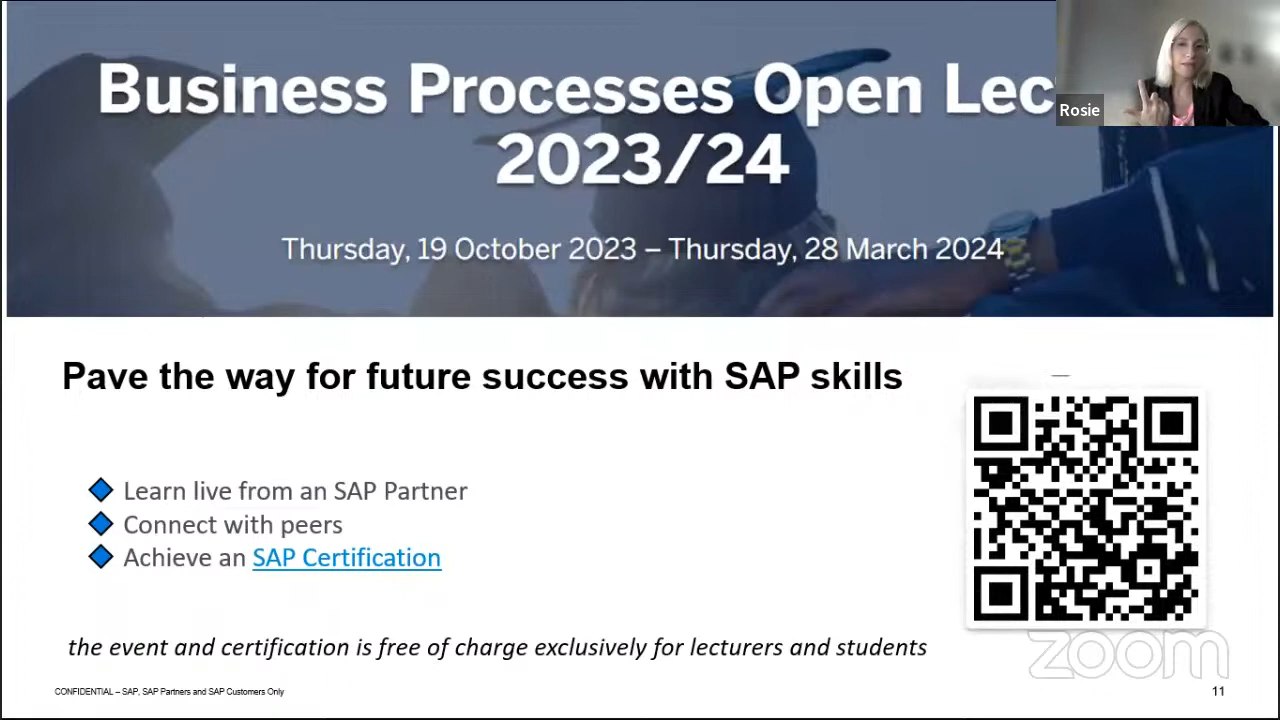 Business Processes Open Lec
2023/24
Thursday, 19 October 2023 – Thursday, 28 March 2024
Rosie
Pave the way for future success with SAP skills
Learn live from an SAP Partner
Connect with peers
Achieve an SAP Certification
the event and certification is free of charge exclusively for lecturers and students
zoom
CONFIDENTIAL – SAP, SAP Partners and SAP Customers Only
11